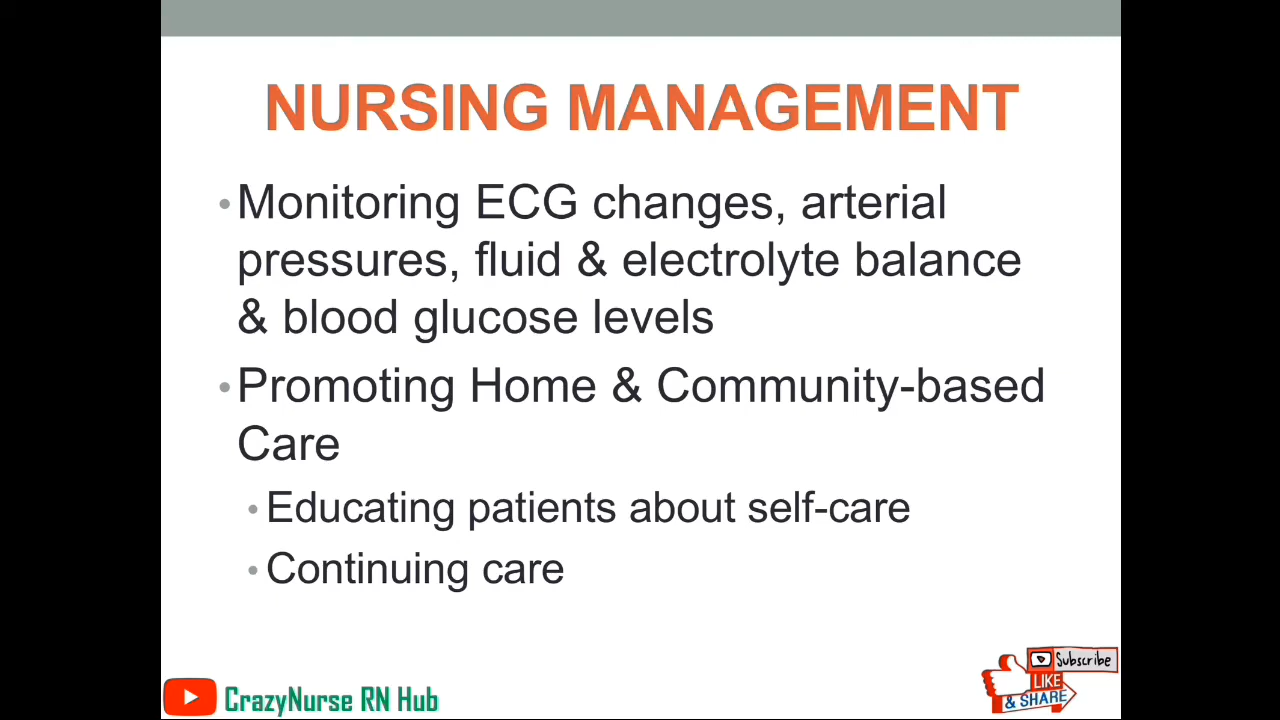 NURSING MANAGEMENT
•Monitoring ECG changes, arterial
pressures, fluid & electrolyte balance
& blood glucose levels
•Promoting Home & Community-based
Care
•Educating patients about self-care
•Continuing care
Subscribe
LIKE
& SHARE
CrazyNurse RN Hub